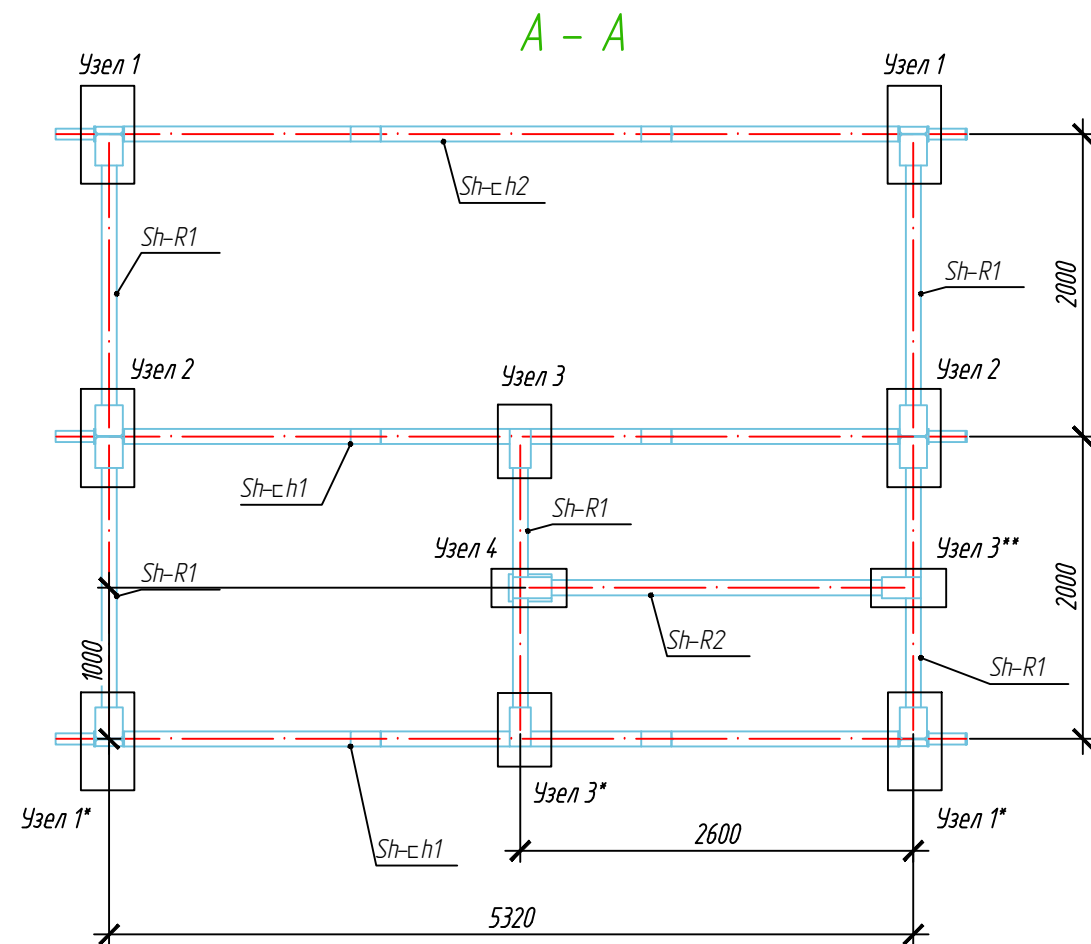 A – A
Узел 1
Узел 1
Sh-⊏h2
Sh-R1
Sh-R1
2000
Узел 2
Узел 3
Узел 2
Sh-⊏h1
Sh-R1
Узел 4
Узел 3**
Sh-R1
2000
Sh-R2
1000
Sh-R1
Узел 3*
Узел 1*
Узел 1*
2600
Sh-⊏h1
5320